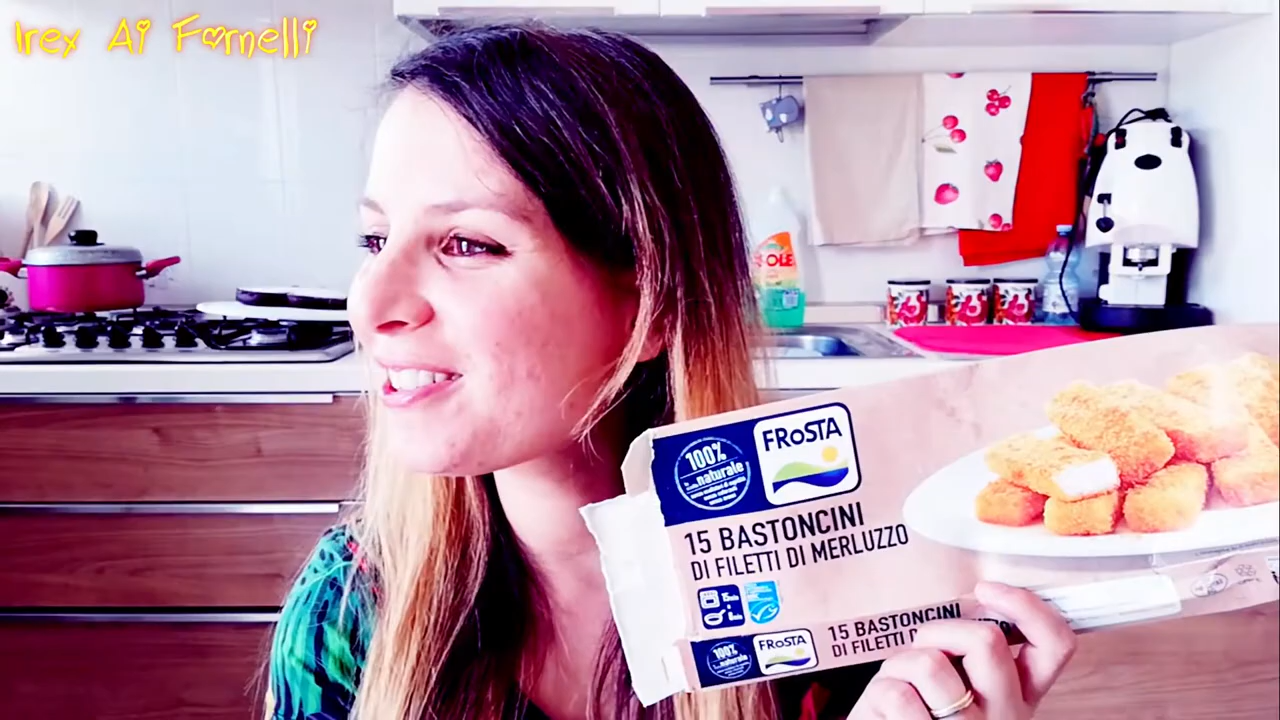 Irex Ai Fornelli
SOLE
100%
naturale
FRoSTA
15 BASTONCINI
DI FILETTI DI MERLUZZO
100%
naturale
FRoSTA
15 BASTONCINI
DI FILETTI